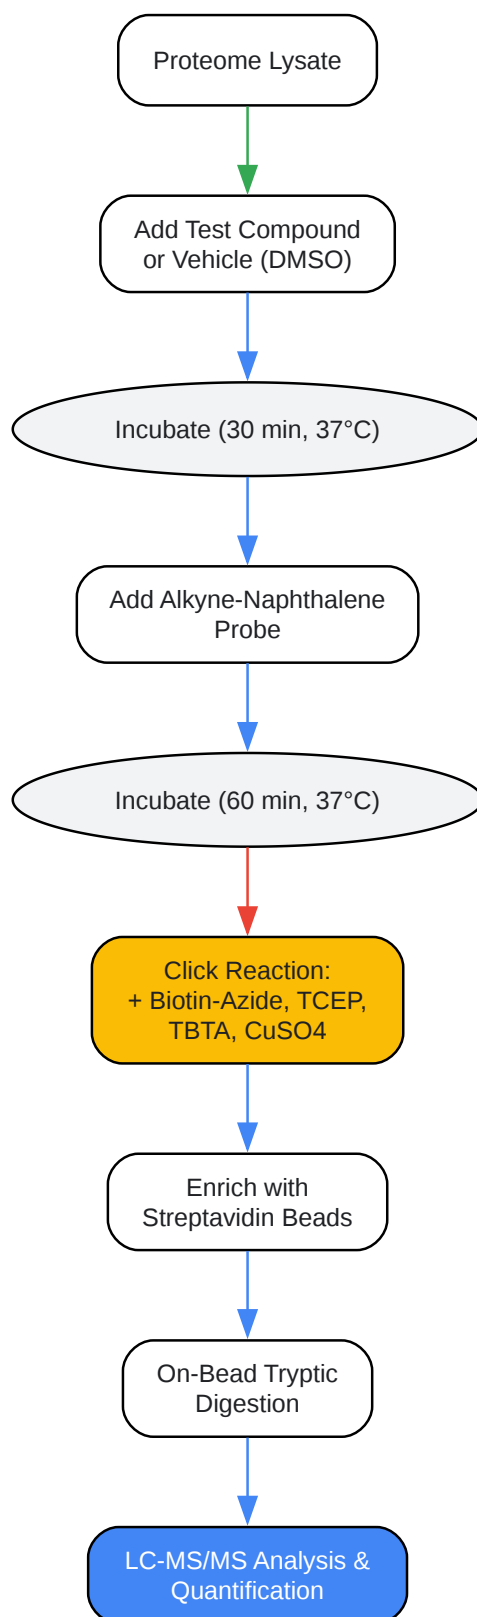 Proteome Lysate
Add Test Compound
or Vehicle (DMSO)
Incubate (30 min, 37°C)
Add Alkyne-Naphthalene
Probe
Incubate (60 min, 37°C)
Click Reaction:
+ Biotin-Azide, TCEP,
TBTA, CuSO4
Enrich with
Streptavidin Beads
On-Bead Tryptic
Digestion
LC-MS/MS Analysis &
Quantification